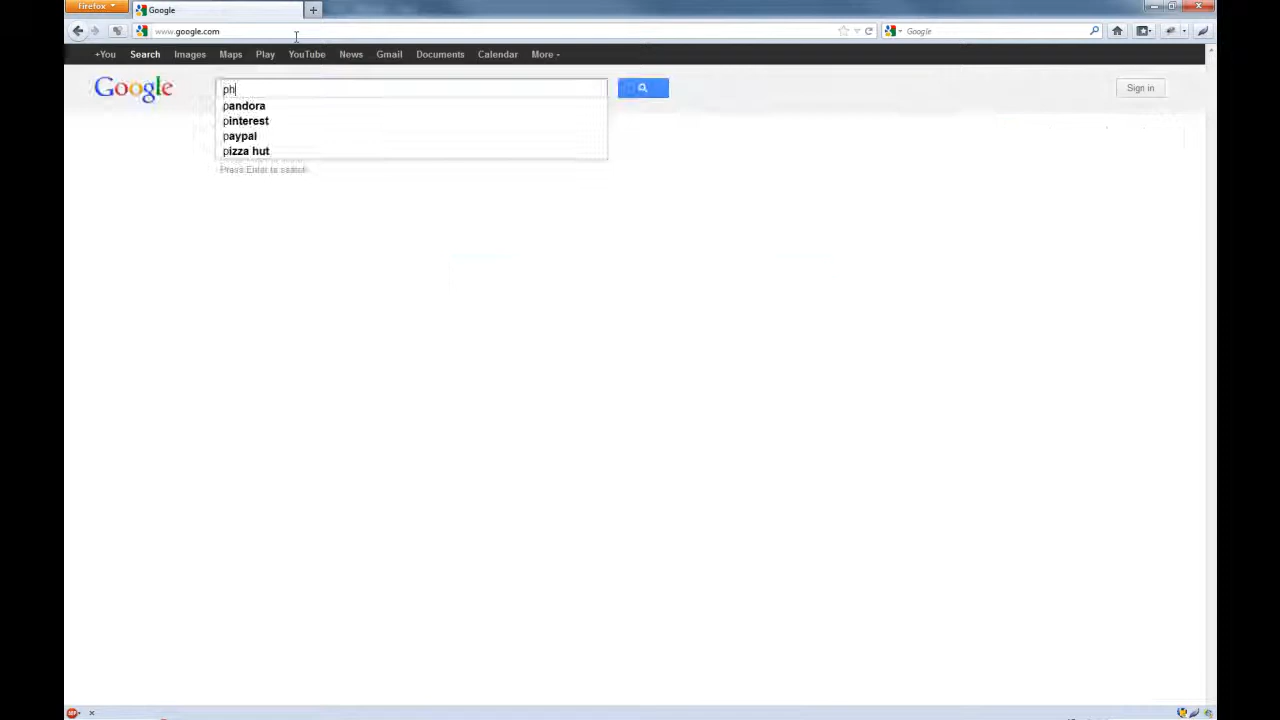 Firefox
Google
www.google.com
Google
+You Search Images Maps Play YouTube News Gmail Documents Calendar More
Google
ph
Sign in
pandora
pinterest
paypal
pizza hut
Press Enter to search.
ABP